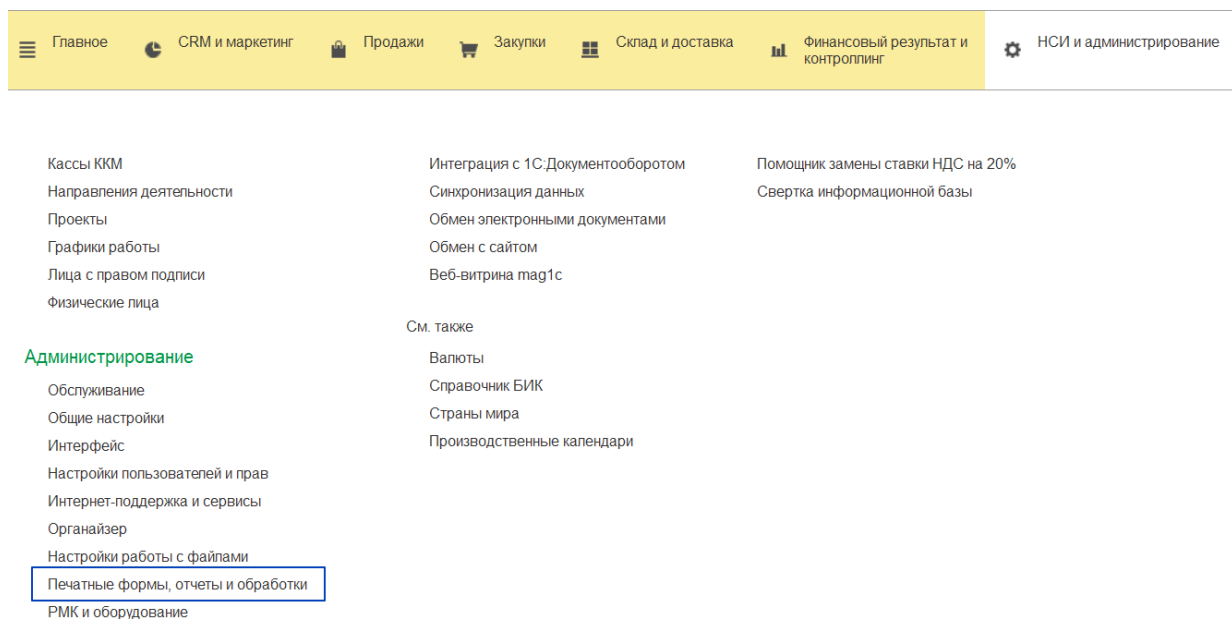 Главное
CRM и маркетинг
Продажи
Закупки
Склад и доставка
Финансовый результат и
контроллинг
НСИ и администрирование
Кассы ККМ
Направления деятельности
Проекты
Графики работы
Лица с правом подписи
Физические лица
Администрирование
Обслуживание
Общие настройки
Интерфейс
Настройки пользователей и прав
Интернет-поддержка и сервисы
Органайзер
Настройки работы с файлами
Печатные формы, отчеты и обработки
РМК и оборудование
Интеграция с 1С:Документооборотом
Синхронизация данных
Обмен электронными документами
Обмен с сайтом
Веб-витрина mag1c
См. также
Валюты
Справочник БИК
Страны мира
Производственные календари
Помощник замены ставки НДС на 20%
Свертка информационной базы